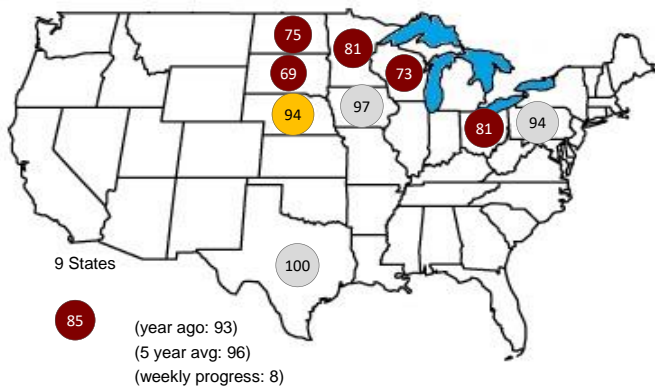 75
81
69
73
94
97
81
94
100
9 States
85
(year ago: 93)
(5 year avg: 96)
(weekly progress: 8)